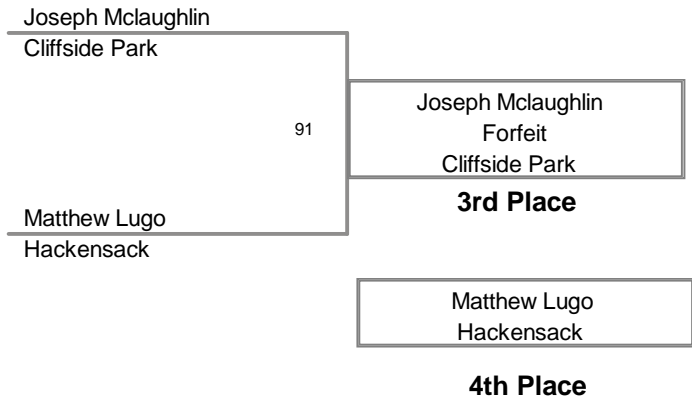 Joseph Mclaughlin
Cliffside Park
91
Joseph Mclaughlin
Forfeit
Cliffside Park
3rd Place
Matthew Lugo
Hackensack
Matthew Lugo
Hackensack
4th Place